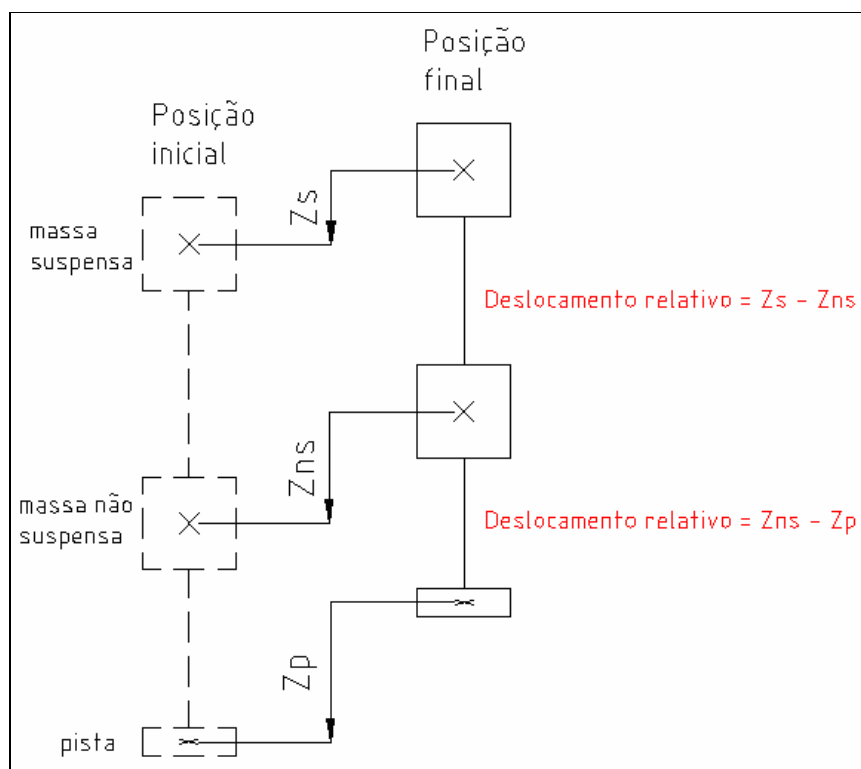 Posição
final
Posição
inicial
massa
suspensa
Zs
Deslocamento relativo = Zs - Zns
massa não
suspensa
Zns
Deslocamento relativo = Zns - Zp
Zp
pista